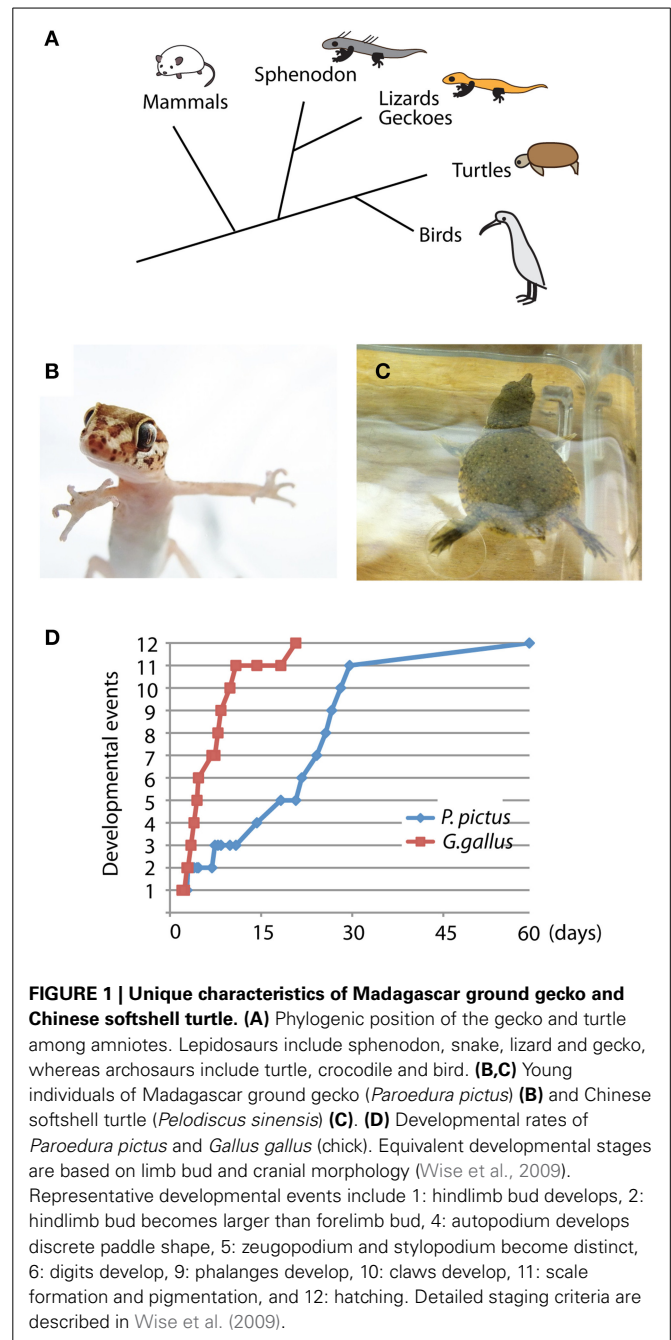 A
Sphenodon
Mammals
Lizards
Geckoes
Turtles
Birds
B
C
D
Developmental events
12
11
10
9
8
7
6
5
4
3
2
1
P. pictus
G.gallus
0 15 30 45 60 (days)
FIGURE 1 | Unique characteristics of Madagascar ground gecko and
Chinese softshell turtle. (A) Phylogenic position of the gecko and turtle
among amniotes. Lepidosaurs include sphenodon, snake, lizard and gecko,
whereas archosaurs include turtle, crocodile and bird. (B,C) Young
individuals of Madagascar ground gecko (Paroedura pictus) (B) and Chinese
softshell turtle (Pelodiscus sinensis) (C). (D) Developmental rates of
Paroedura pictus and Gallus gallus (chick). Equivalent developmental stages
are based on limb bud and cranial morphology (Wise et al., 2009).
Representative developmental events include 1: hindlimb bud develops, 2:
hindlimb bud becomes larger than forelimb bud, 4: autopodium develops
discrete paddle shape, 5: zeugopodium and stylopodium become distinct,
6: digits develop, 9: phalanges develop, 10: claws develop, 11: scale
formation and pigmentation, and 12: hatching. Detailed staging criteria are
described in Wise et al. (2009).